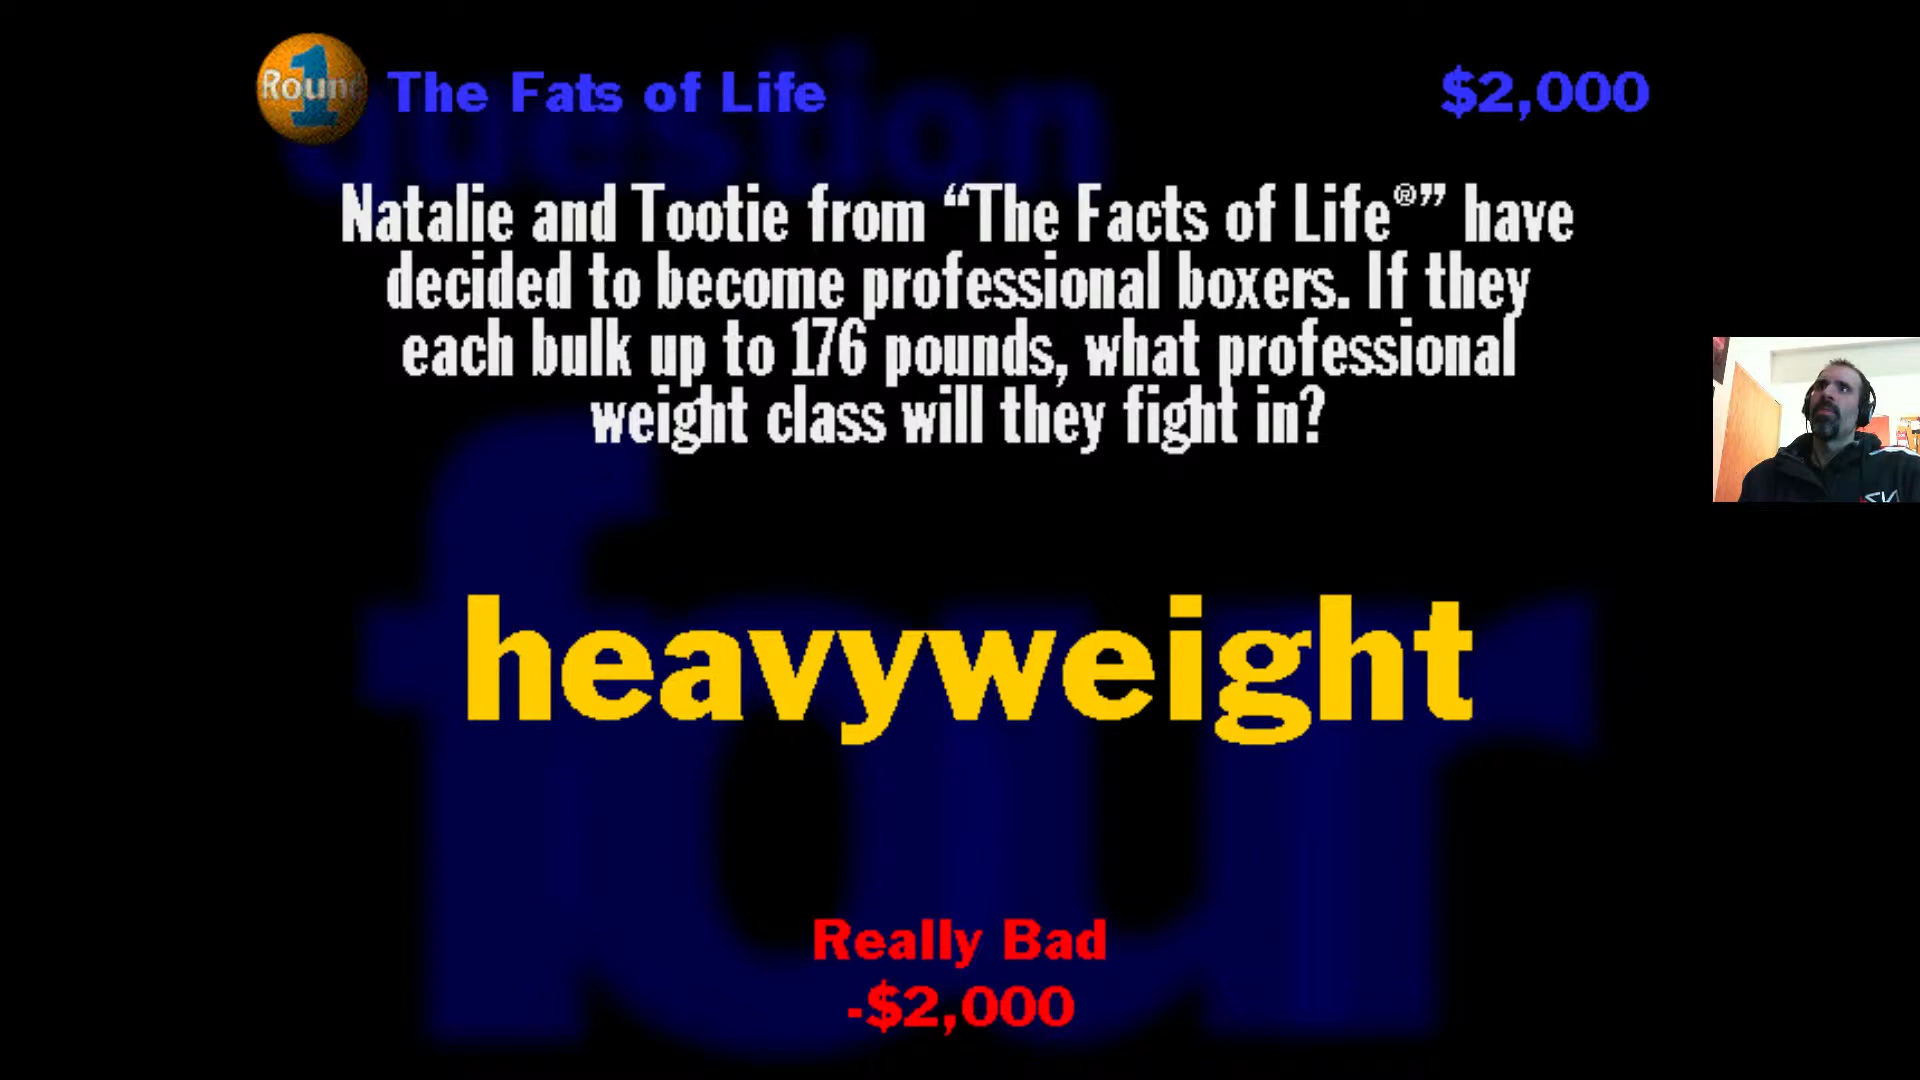 Round 1
The Fats of Life
$2,000
question
Natalie and Tootie from “The Facts of Life®” have
decided to become professional boxers. If they
each bulk up to 176 pounds, what professional
weight class will they fight in?
four
heavyweight
Really Bad
-$2,000